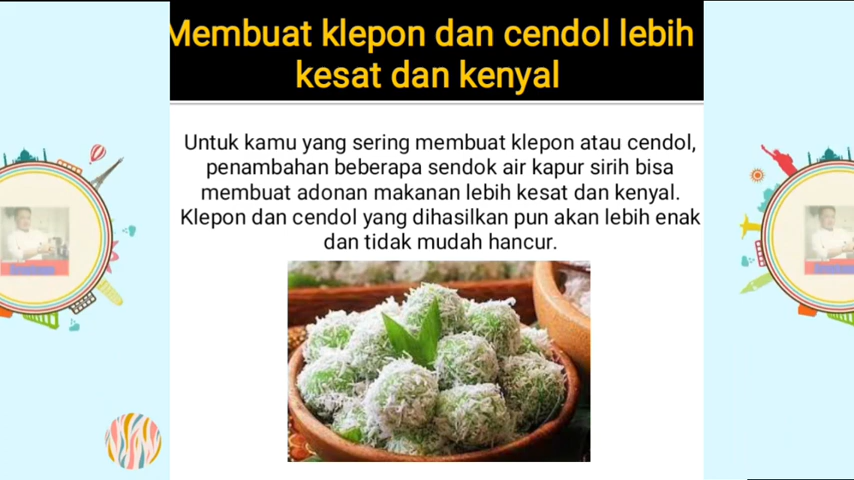 Membuat klepon dan cendol lebih
kesat dan kenyal
Untuk kamu yang sering membuat klepon atau cendol,
penambahan beberapa sendok air kapur sirih bisa
membuat adonan makanan lebih kesat dan kenyal.
Klepon dan cendol yang dihasilkan pun akan lebih enak
dan tidak mudah hancur.